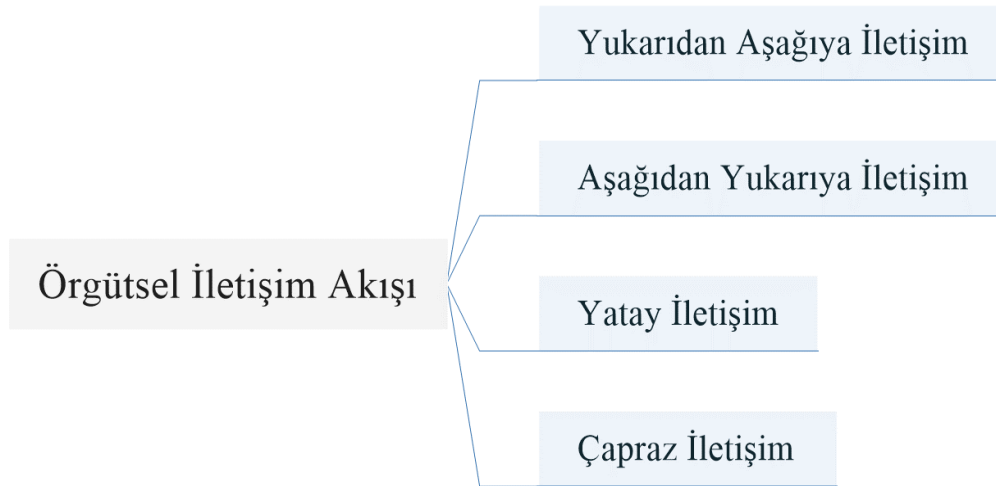 Yukarıdan Aşağıya İletişim
Aşağıdan Yukarıya İletişim
Örgütsel İletişim Akışı
Yatay İletişim
Çapraz İletişim